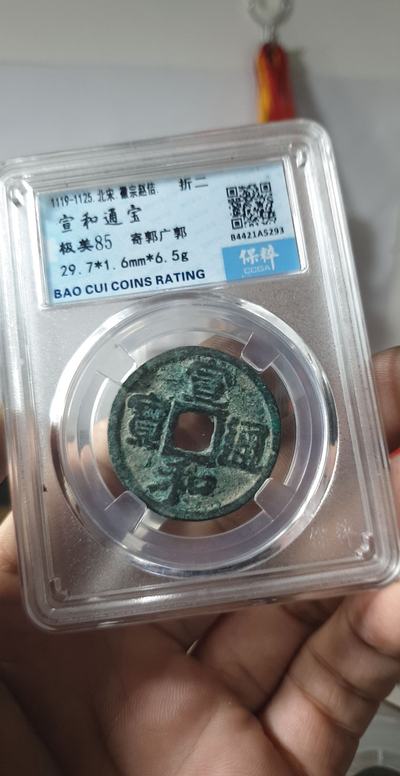 1119-1125.北宋 徽宗赵佶. 折二
宣和通宝
极美85 寄郭广郭
29.7*1.6mm*6.5g
B4421A5293
保粹
CCGA
BAO CUI COINS RATING
宣
寶 通
和